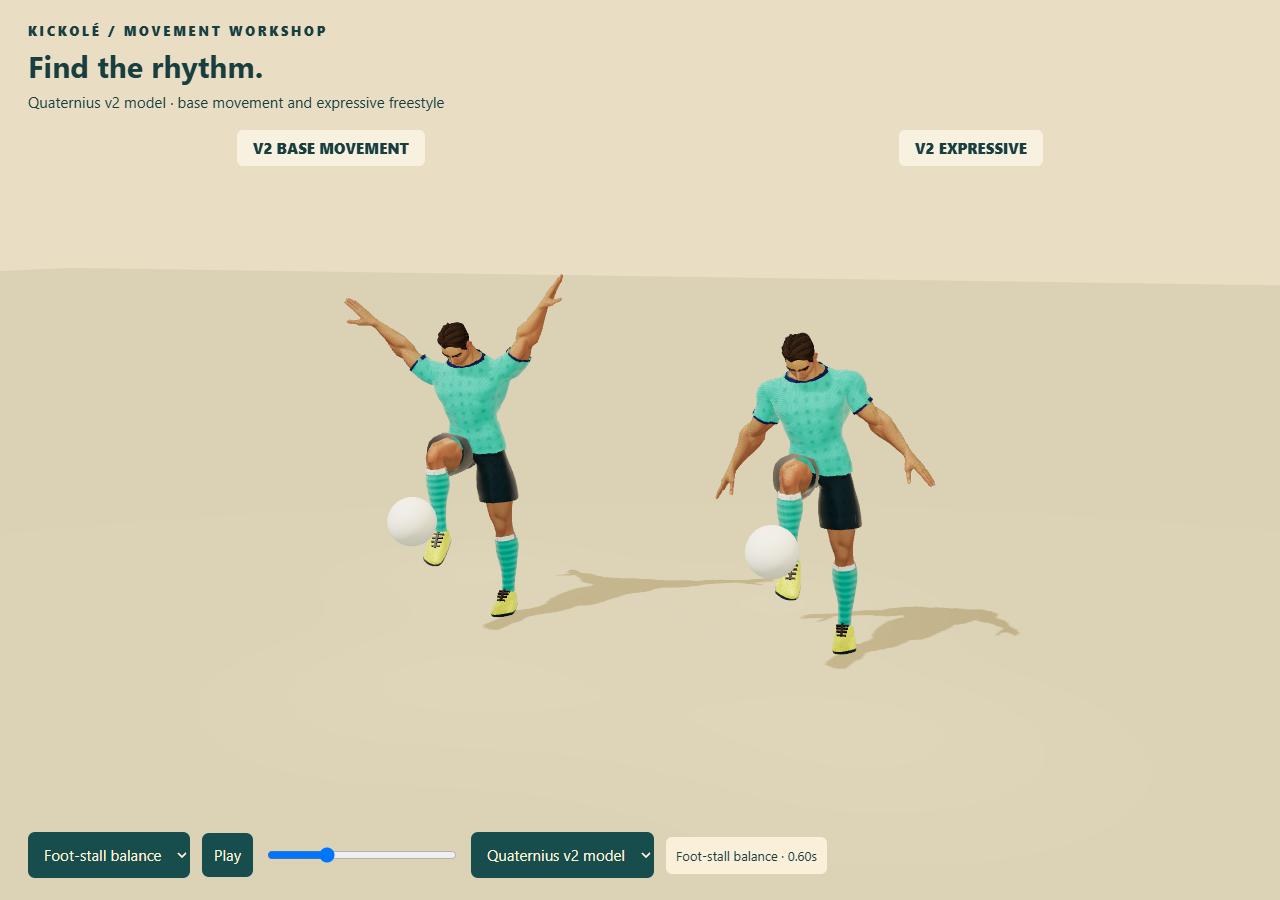 KICKOLÉ / MOVEMENT WORKSHOP
Find the rhythm.
Quaternius v2 model · base movement and expressive freestyle
V2 BASE MOVEMENT
V2 EXPRESSIVE
Foot-stall balance
Play
Quaternius v2 model
Foot-stall balance · 0.60s